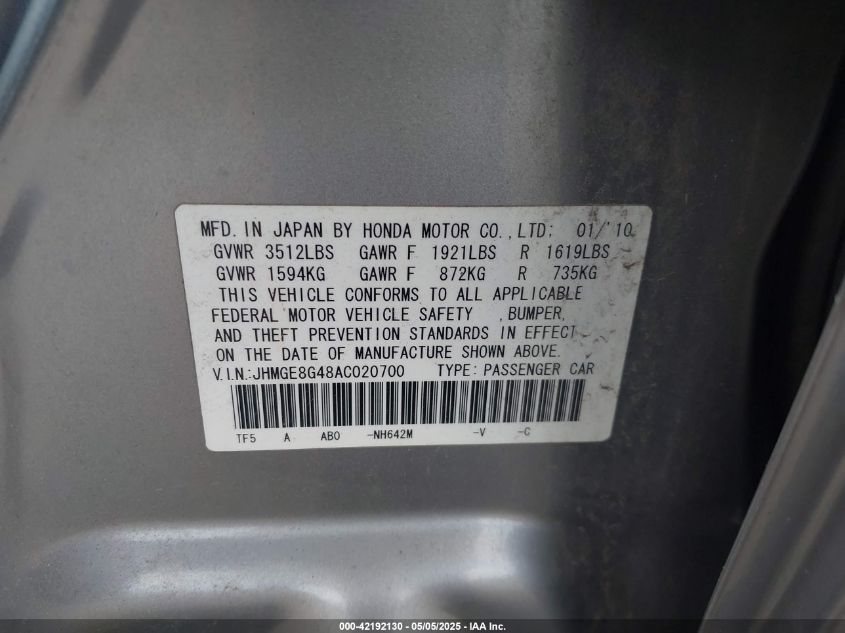 MFD. IN JAPAN BY HONDA MOTOR CO., LTD; 01/'10
GVWR 3512LBS GAWR F 1921LBS R 1619LBS
GVWR 1594KG GAWR F 872KG R 735KG
THIS VEHICLE CONFORMS TO ALL APPLICABLE
FEDERAL MOTOR VEHICLE SAFETY , BUMPER,
AND THEFT PREVENTION STANDARDS IN EFFECT
ON THE DATE OF MANUFACTURE SHOWN ABOVE.
V.I.N.:JHMGE8G48AC020700 TYPE: PASSENGER CAR
TF5 A AB0 -NH642M -V -C
000-42192130 - 05/05/2025 - IAA Inc.